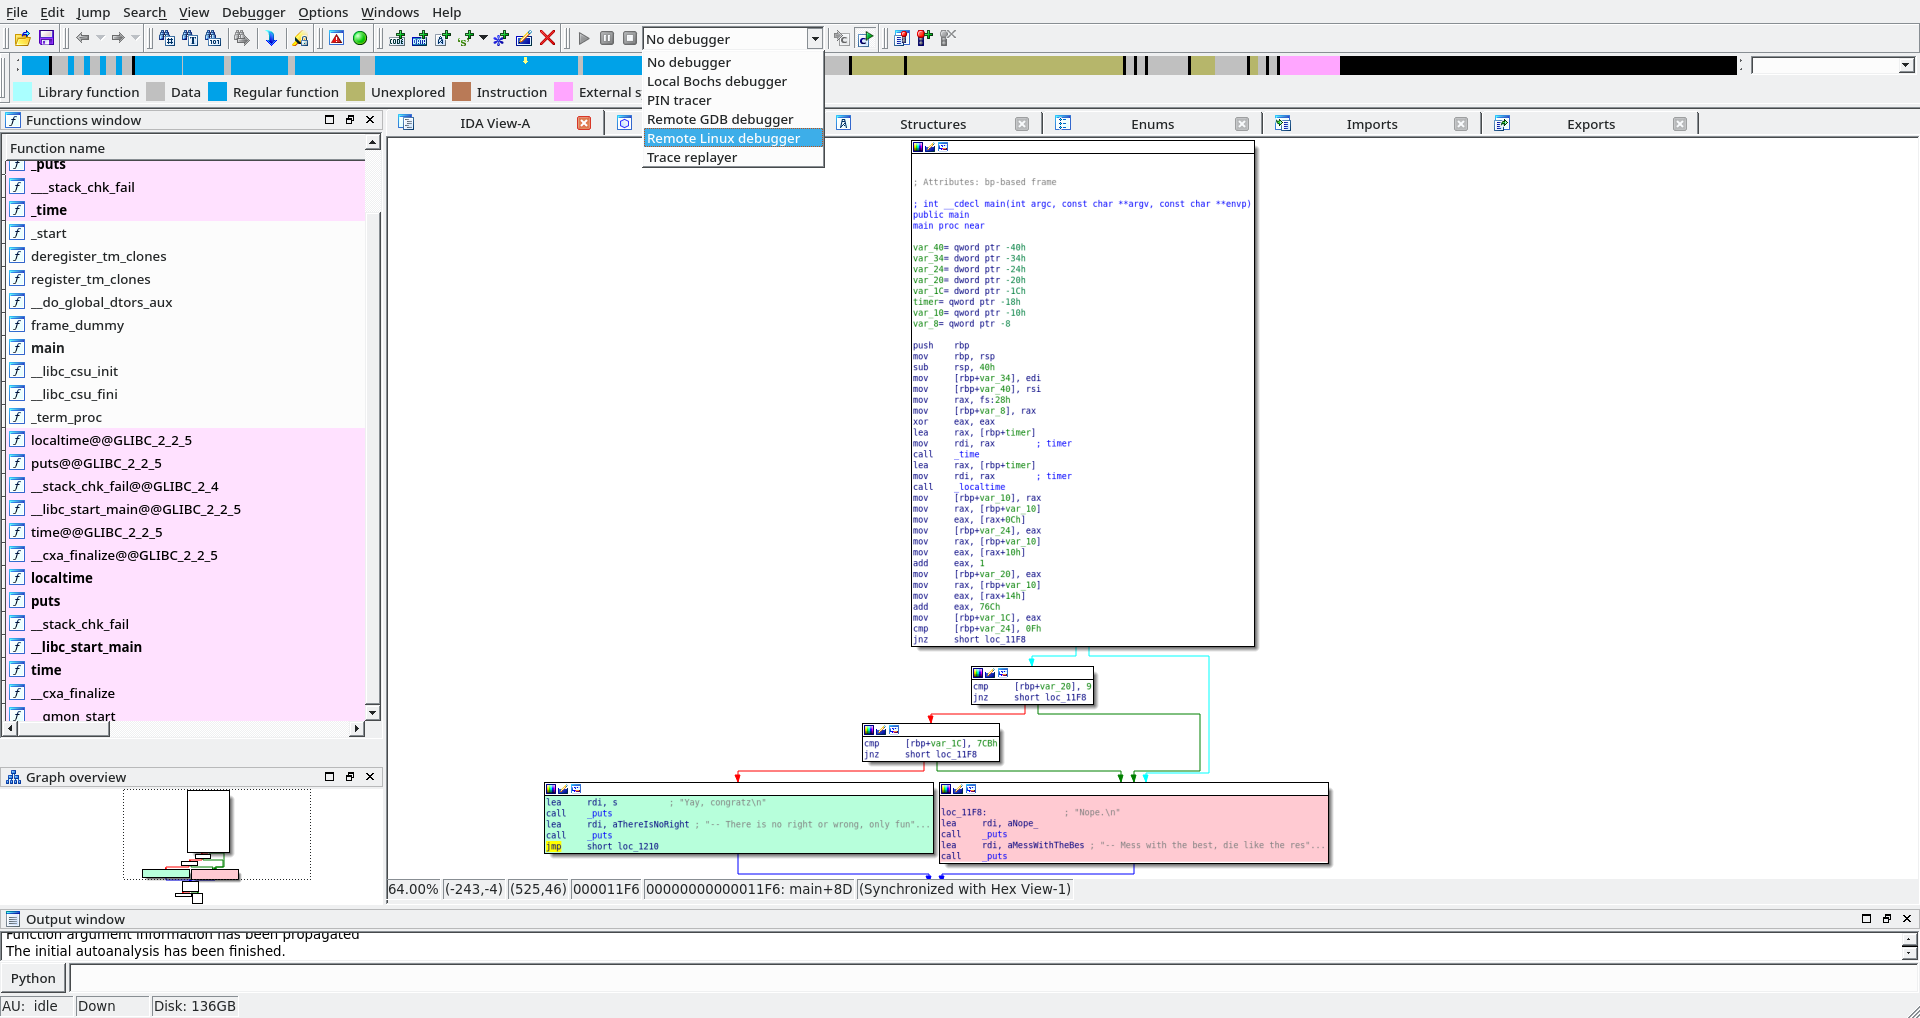 File Edit Jump Search View Debugger Options Windows Help
No debugger
No debugger
Local Bochs debugger
PIN tracer
Remote GDB debugger
Remote Linux debugger
Trace replayer
Library function Data Regular function Unexplored Instruction External s
Functions window
Function name
_puts
___stack_chk_fail
_time
_start
deregister_tm_clones
register_tm_clones
__do_global_dtors_aux
frame_dummy
main
__libc_csu_init
__libc_csu_fini
_term_proc
localtime@@GLIBC_2_2_5
puts@@GLIBC_2_2_5
__stack_chk_fail@@GLIBC_2_4
__libc_start_main@@GLIBC_2_2_5
time@@GLIBC_2_2_5
__cxa_finalize@@GLIBC_2_2_5
localtime
puts
__stack_chk_fail
__libc_start_main
time
__cxa_finalize
__gmon_start
Graph overview
IDA View-A Structures Enums Imports Exports
; Attributes: bp-based frame
; int __cdecl main(int argc, const char **argv, const char **envp)
public main
main proc near
var_40= qword ptr -40h
var_34= dword ptr -34h
var_24= dword ptr -24h
var_20= dword ptr -20h
var_1C= dword ptr -1Ch
timer= qword ptr -18h
var_10= qword ptr -10h
var_8= qword ptr -8
push rbp
mov rbp, rsp
sub rsp, 40h
mov [rbp+var_34], edi
mov [rbp+var_40], rsi
mov rax, fs:28h
mov [rbp+var_8], rax
xor eax, eax
lea rax, [rbp+timer]
mov rdi, rax ; timer
call _time
lea rax, [rbp+timer]
mov rdi, rax ; timer
call _localtime
mov [rbp+var_10], rax
mov rax, [rbp+var_10]
mov eax, [rax+0Ch]
mov [rbp+var_24], eax
mov rax, [rbp+var_10]
mov eax, [rax+10h]
add eax, 1
mov [rbp+var_20], eax
mov rax, [rbp+var_10]
mov eax, [rax+14h]
add eax, 76Ch
mov [rbp+var_1C], eax
cmp [rbp+var_24], 0Fh
jnz short loc_11F8
cmp [rbp+var_20], 9
jnz short loc_11F8
cmp [rbp+var_1C], 7CBh
jnz short loc_11F8
lea rdi, s ; "Yay, congratz\n"
call _puts
lea rdi, aThereIsNoRight ; "-- There is no right or wrong, only fun"...
call _puts
jmp short loc_1210
loc_11F8: ; "Nope.\n"
lea rdi, aNope_
call _puts
lea rdi, aMessWithTheBes ; "-- Mess with the best, die like the res"...
call _puts
64.00% (-243,-4) (525,46) 000011F6 00000000000011F6: main+8D (Synchronized with Hex View-1)
Output window
Function argument information has been propagated
The initial autoanalysis has been finished.
Python
AU: idle Down Disk: 136GB